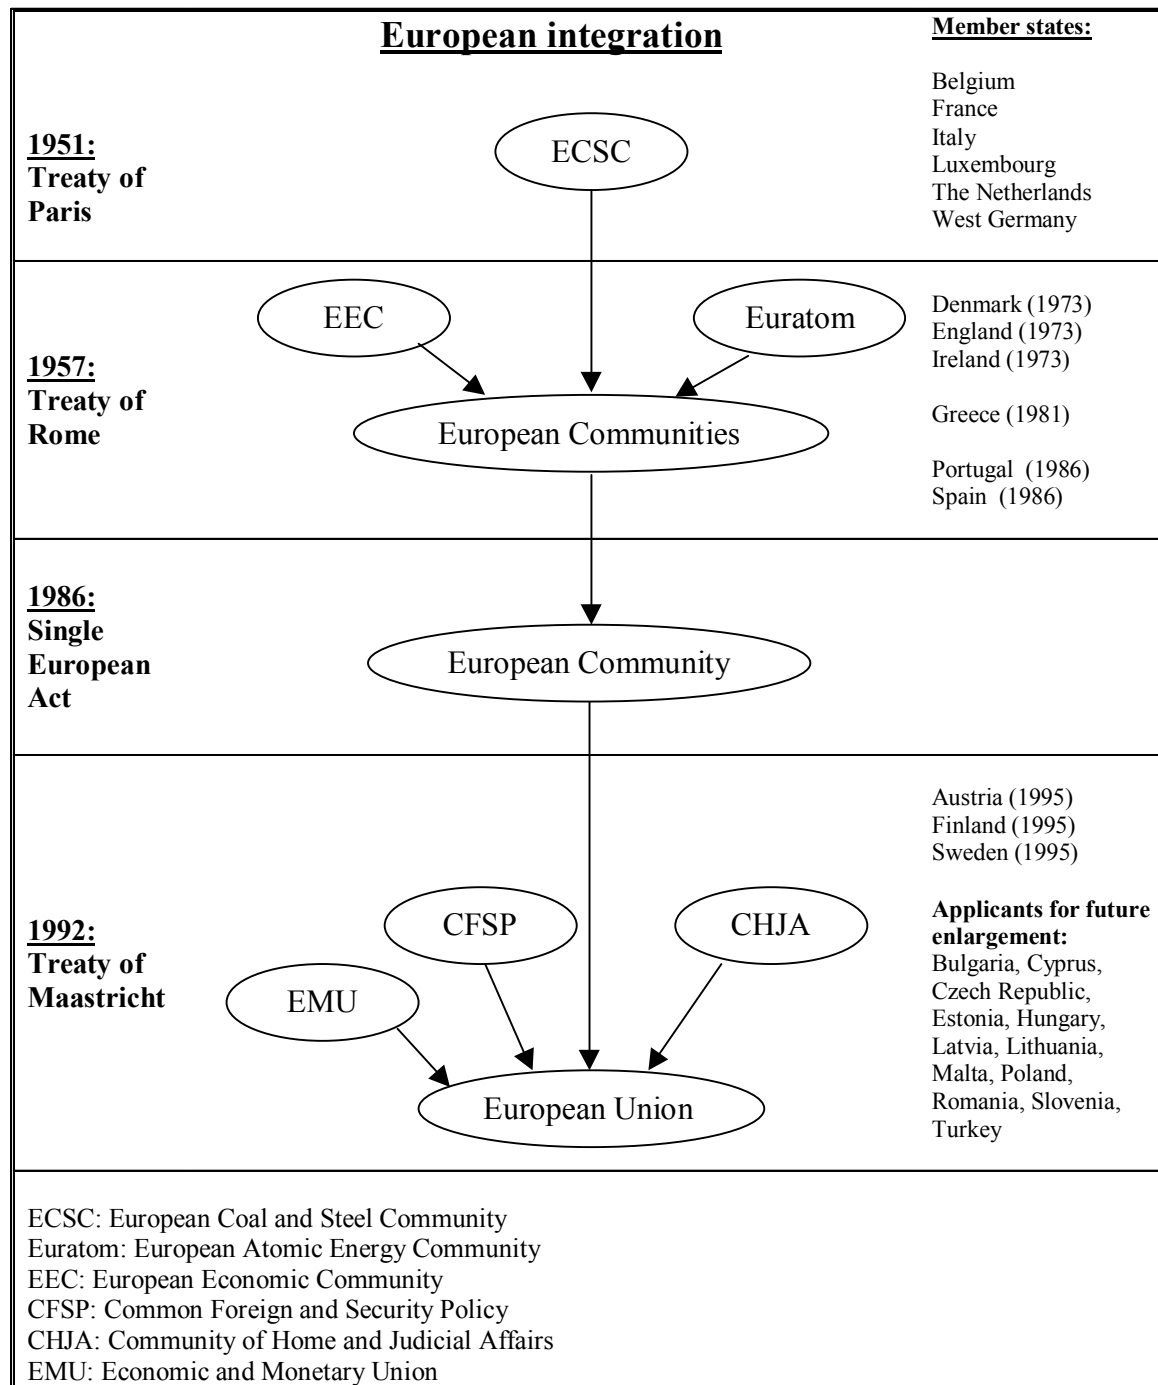 European integration
Member states:
Belgium
France
Italy
Luxembourg
The Netherlands
West Germany
1951:
Treaty of
Paris
ECSC
EEC
Euratom
1957:
Treaty of
Rome
European Communities
Denmark (1973)
England (1973)
Ireland (1973)
Greece (1981)
Portugal (1986)
Spain (1986)
1986:
Single
European
Act
European Community
Austria (1995)
Finland (1995)
Sweden (1995)
1992:
Treaty of
Maastricht
CFSP
CHJA
EMU
European Union
Applicants for future
enlargement:
Bulgaria, Cyprus,
Czech Republic,
Estonia, Hungary,
Latvia, Lithuania,
Malta, Poland,
Romania, Slovenia,
Turkey
ECSC: European Coal and Steel Community
Euratom: European Atomic Energy Community
EEC: European Economic Community
CFSP: Common Foreign and Security Policy
CHJA: Community of Home and Judicial Affairs
EMU: Economic and Monetary Union